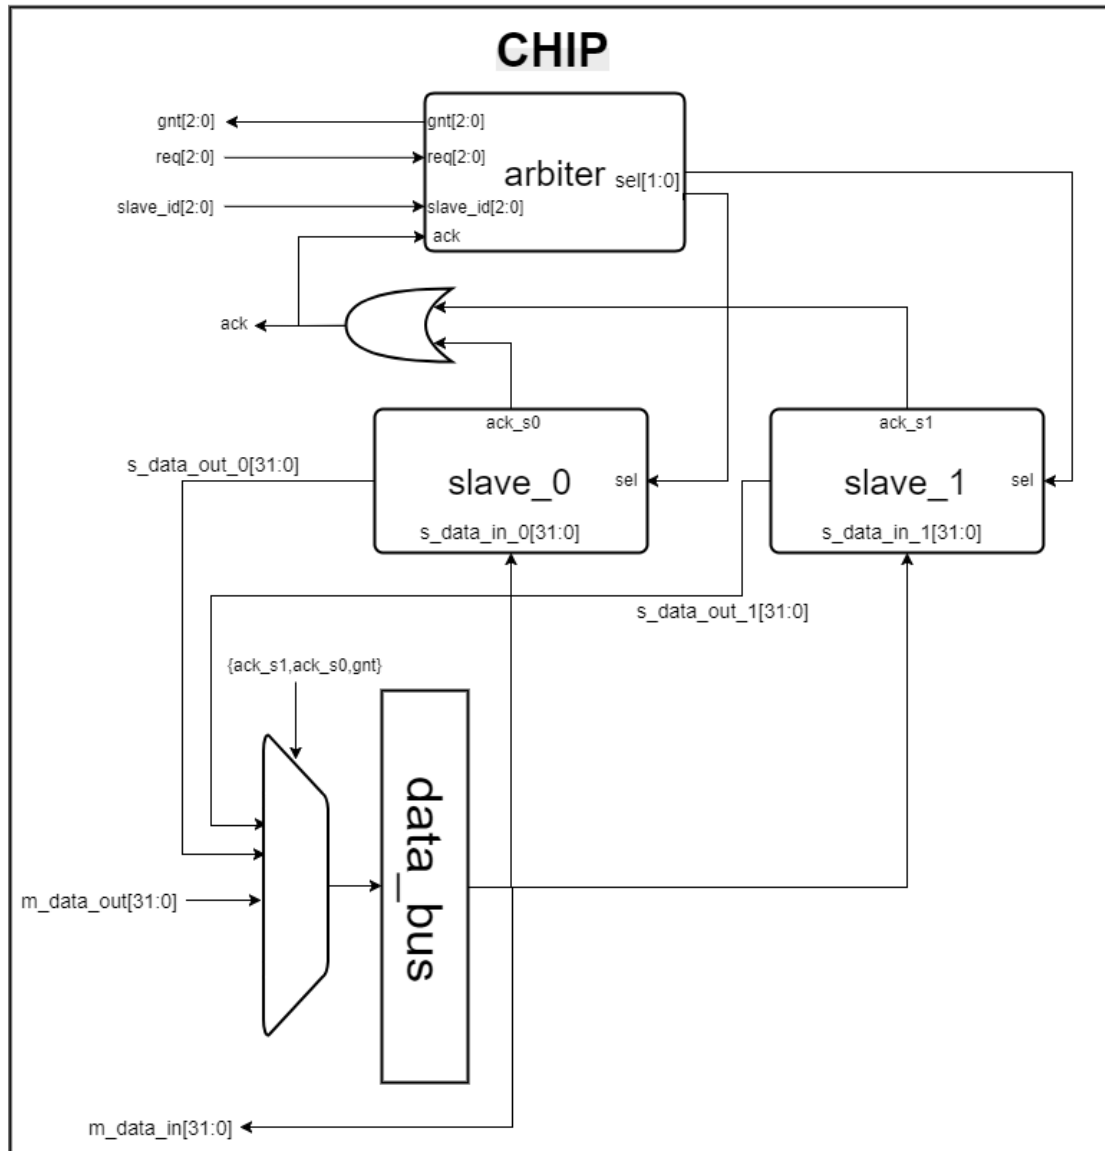 CHIP
gnt[2:0]
gnt[2:0]
req[2:0]
req[2:0]
arbiter
sel[1:0]
slave_id[2:0]
slave_id[2:0]
ack
ack
ack_s0
ack_s1
s_data_out_0[31:0]
slave_0
sel
slave_1
sel
s_data_in_0[31:0]
s_data_in_1[31:0]
s_data_out_1[31:0]
{ack_s1,ack_s0,gnt}
data_bus
m_data_out[31:0]
m_data_in[31:0]